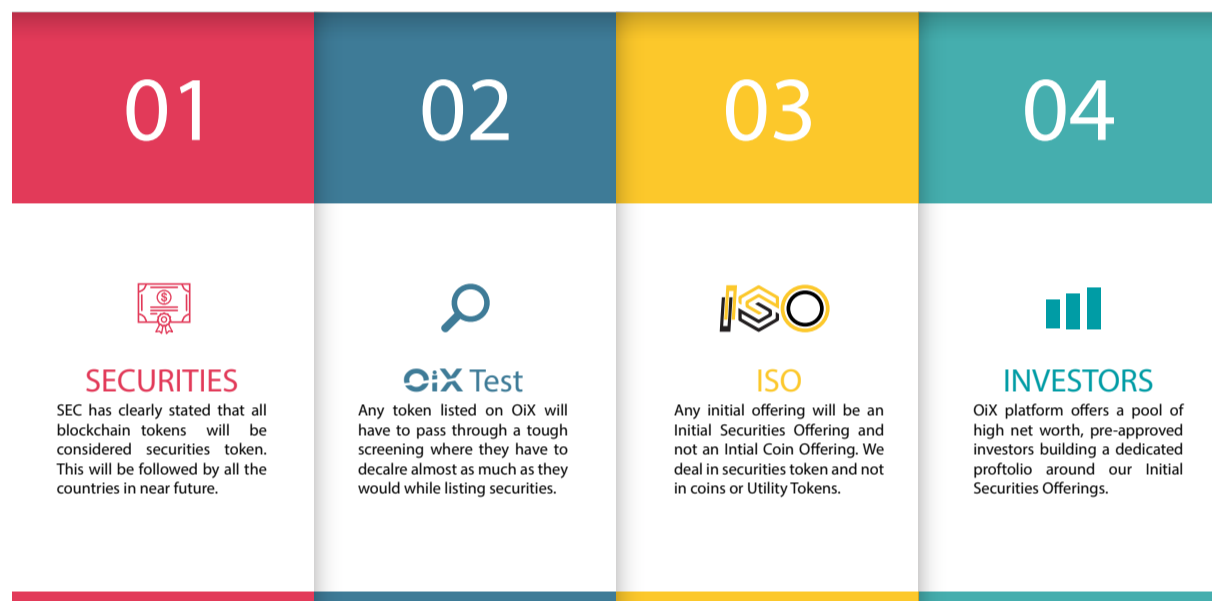 01
02
03
04
ISO
SECURITIES
SEC has clearly stated that all
blockchain tokens will be
considered securities token.
This will be followed by all the
countries in near future.
OiX Test
Any token listed on OiX will
have to pass through a tough
screening where they have to
decalre almost as much as they
would while listing securities.
ISO
Any initial offering will be an
Initial Securities Offering and
not an Intial Coin Offering. We
deal in securities token and not
in coins or Utility Tokens.
INVESTORS
OiX platform offers a pool of
high net worth, pre-approved
investors building a dedicated
proftolio around our Initial
Securities Offerings.